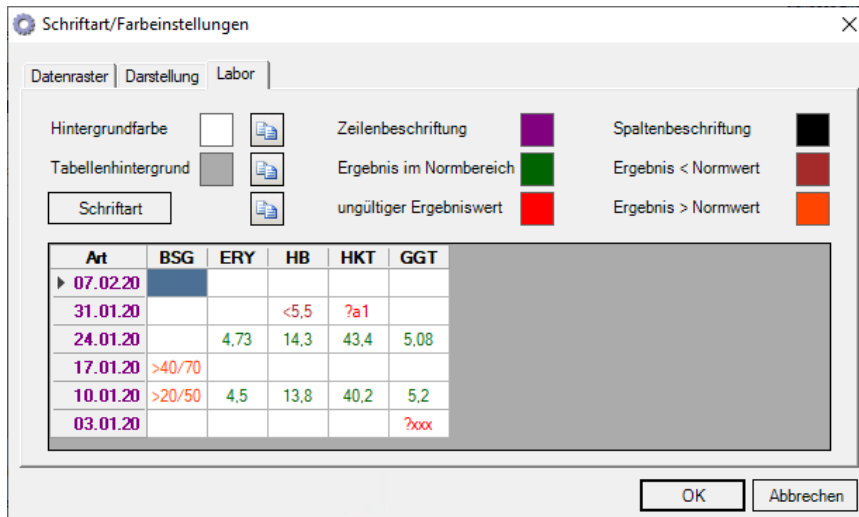 Schriftart/Farbeinstellungen
Datenraster Darstellung Labor
Hintergrundfarbe Zeilenbeschriftung Spaltenbeschriftung
Tabellenhintergrund Ergebnis im Normbereich Ergebnis < Normwert
Schriftart ungültiger Ergebniswert Ergebnis > Normwert
Art BSG ERY HB HKT GGT
07.02.20
31.01.20 <5,5 ?a1
24.01.20 4,73 14,3 43,4 5,08
17.01.20 >40/70
10.01.20 >20/50 4,5 13,8 40,2 5,2
03.01.20 ?xxx
OK Abbrechen